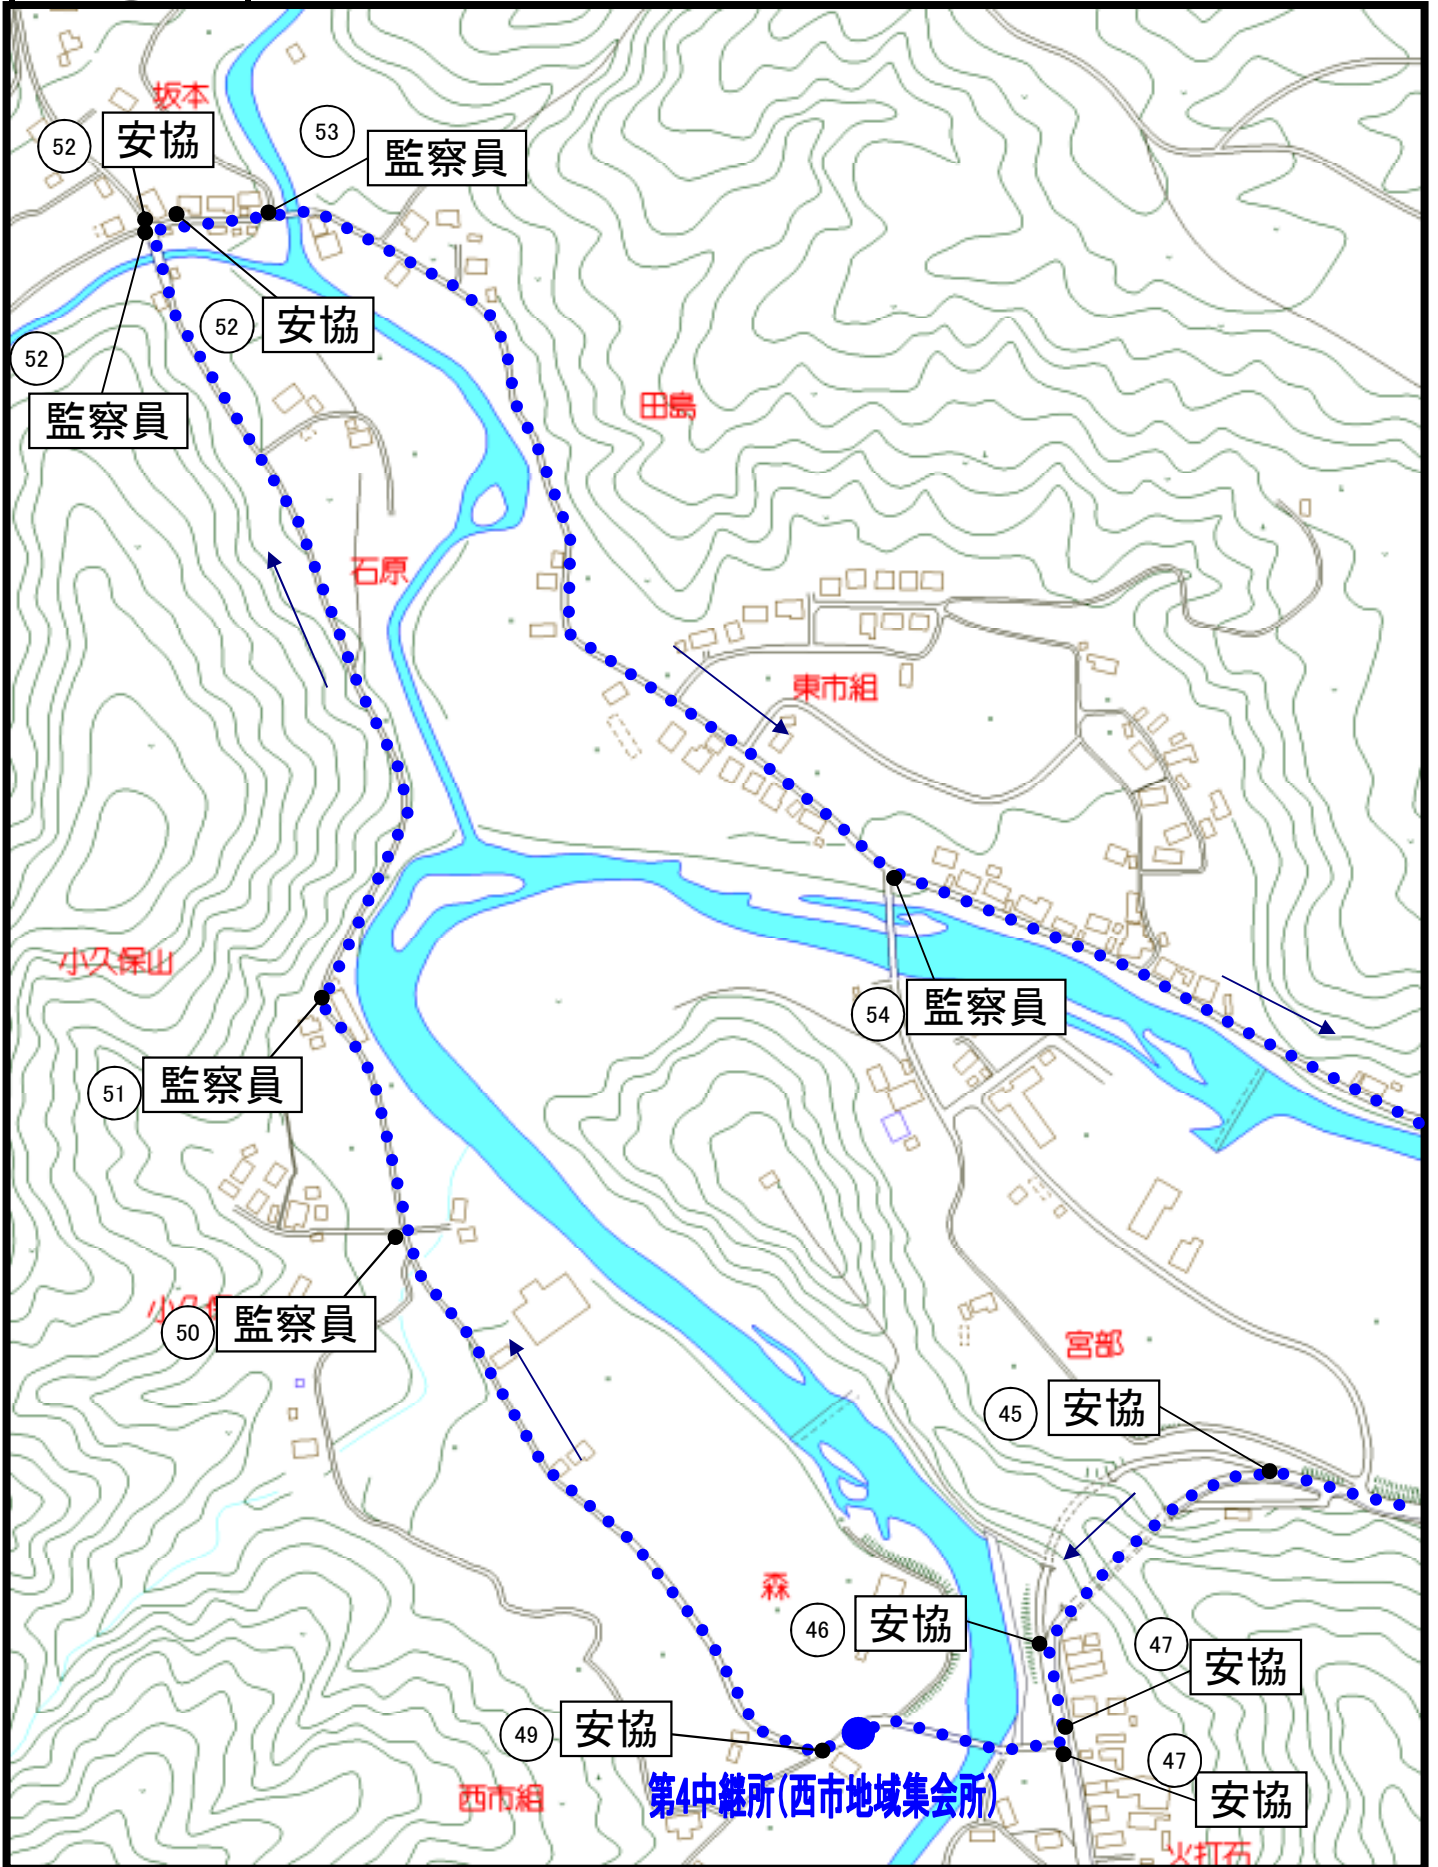 坂本
52
安協
53
監察員
52
安協
52
監察員
田島
石原
東市組
小久保山
54
監察員
51
監察員
50
監察員
宮部
45
安協
森
46
安協
47
安協
49
安協
47
安協
第4中継所(西市地域集会所)
西市組
火打石